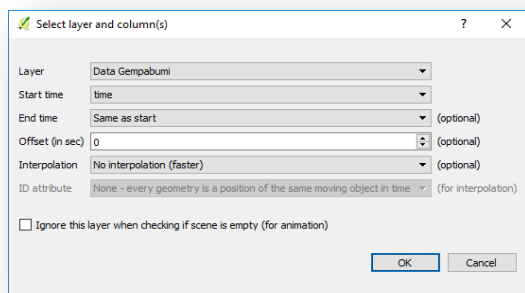 Select layer and column(s) ?
Layer Data Gempabumi
Start time time
End time Same as start (optional)
Offset (in sec) 0 (optional)
Interpolation No interpolation (faster) (optional)
ID attribute None - every geometry is a position of the same moving object in time (for interpolation)
Ignore this layer when checking if scene is empty (for animation)
OK Cancel